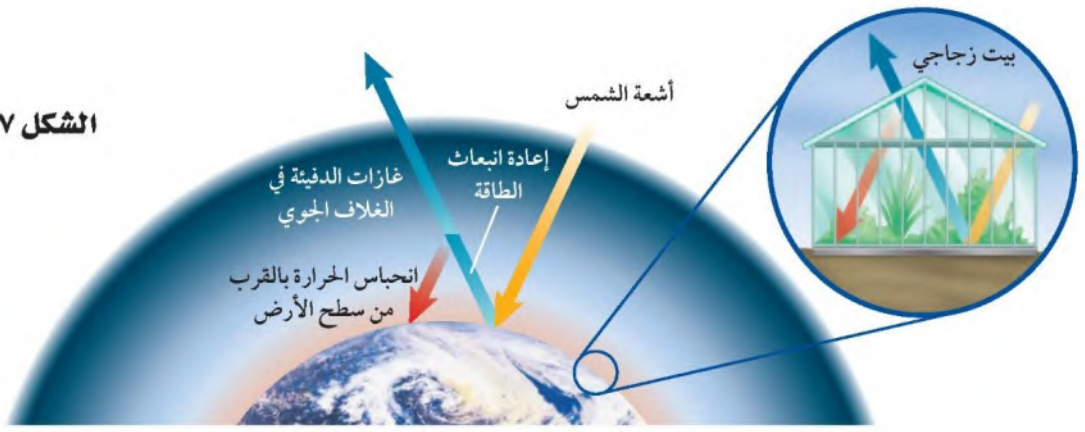 الشكل ٧
أشعة الشمس
إعادة انبعاث
الطاقة
غازات الدفيئة في
الغلاف الجوي
انحباس الحرارة بالقرب
من سطح الأرض
بيت زجاجي